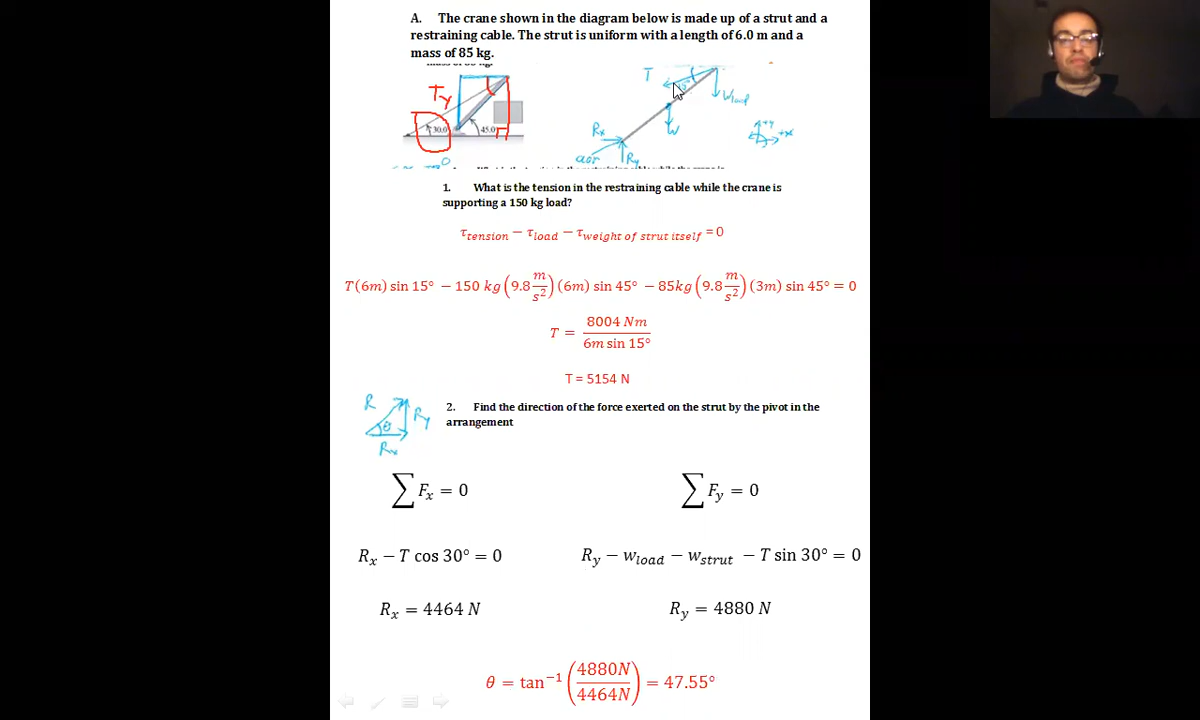 A. The crane shown in the diagram below is made up of a strut and a
restraining cable. The strut is uniform with a length of 6.0 m and a
mass of 85 kg.
T
Ty
30.0
45.0
T
Wload
W
Rx
Ry
+y
+x
1. What is the tension in the restraining cable while the crane is
supporting a 150 kg load?
τtension − τload − τweight of strut itself = 0
T(6m) sin 15° − 150 kg (9.8 m/s²) (6m) sin 45° − 85kg (9.8 m/s²) (3m) sin 45° = 0
T = 8004 Nm / 6m sin 15°
T = 5154 N
R
Ry
θ
Rx
2. Find the direction of the force exerted on the strut by the pivot in the
arrangement
∑ Fx = 0
∑ Fy = 0
Rx − T cos 30° = 0
Ry − wload − wstrut − T sin 30° = 0
Rx = 4464 N
Ry = 4880 N
θ = tan⁻¹ (4880N / 4464N) = 47.55°